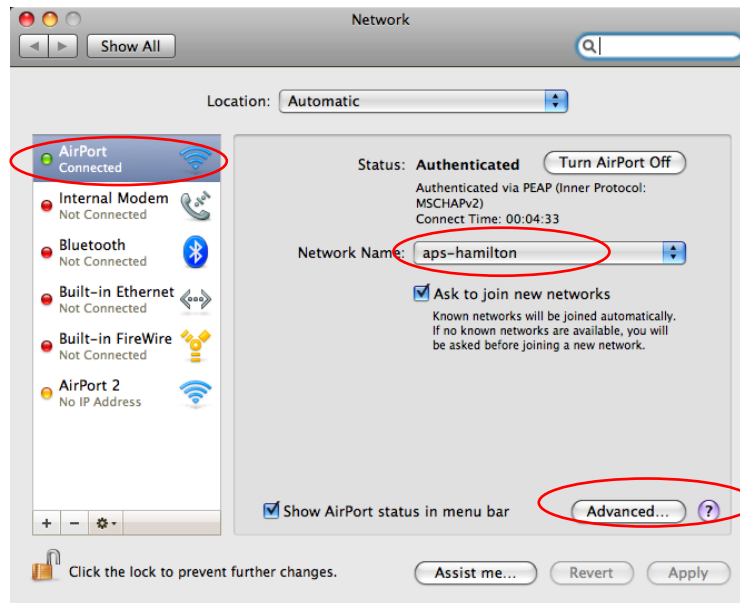 Network
Show All
Location: Automatic
AirPort
Connected
Internal Modem
Not Connected
Bluetooth
Not Connected
Built-in Ethernet
Not Connected
Built-in FireWire
Not Connected
AirPort 2
No IP Address
Status: Authenticated Turn AirPort Off
Authenticated via PEAP (Inner Protocol:
MSCHAPv2)
Connect Time: 00:04:33
Network Name: aps-hamilton
Ask to join new networks
Known networks will be joined automatically.
If no known networks are available, you will
be asked before joining a new network.
Show AirPort status in menu bar Advanced... ?
+ −
Click the lock to prevent further changes. Assist me... Revert Apply